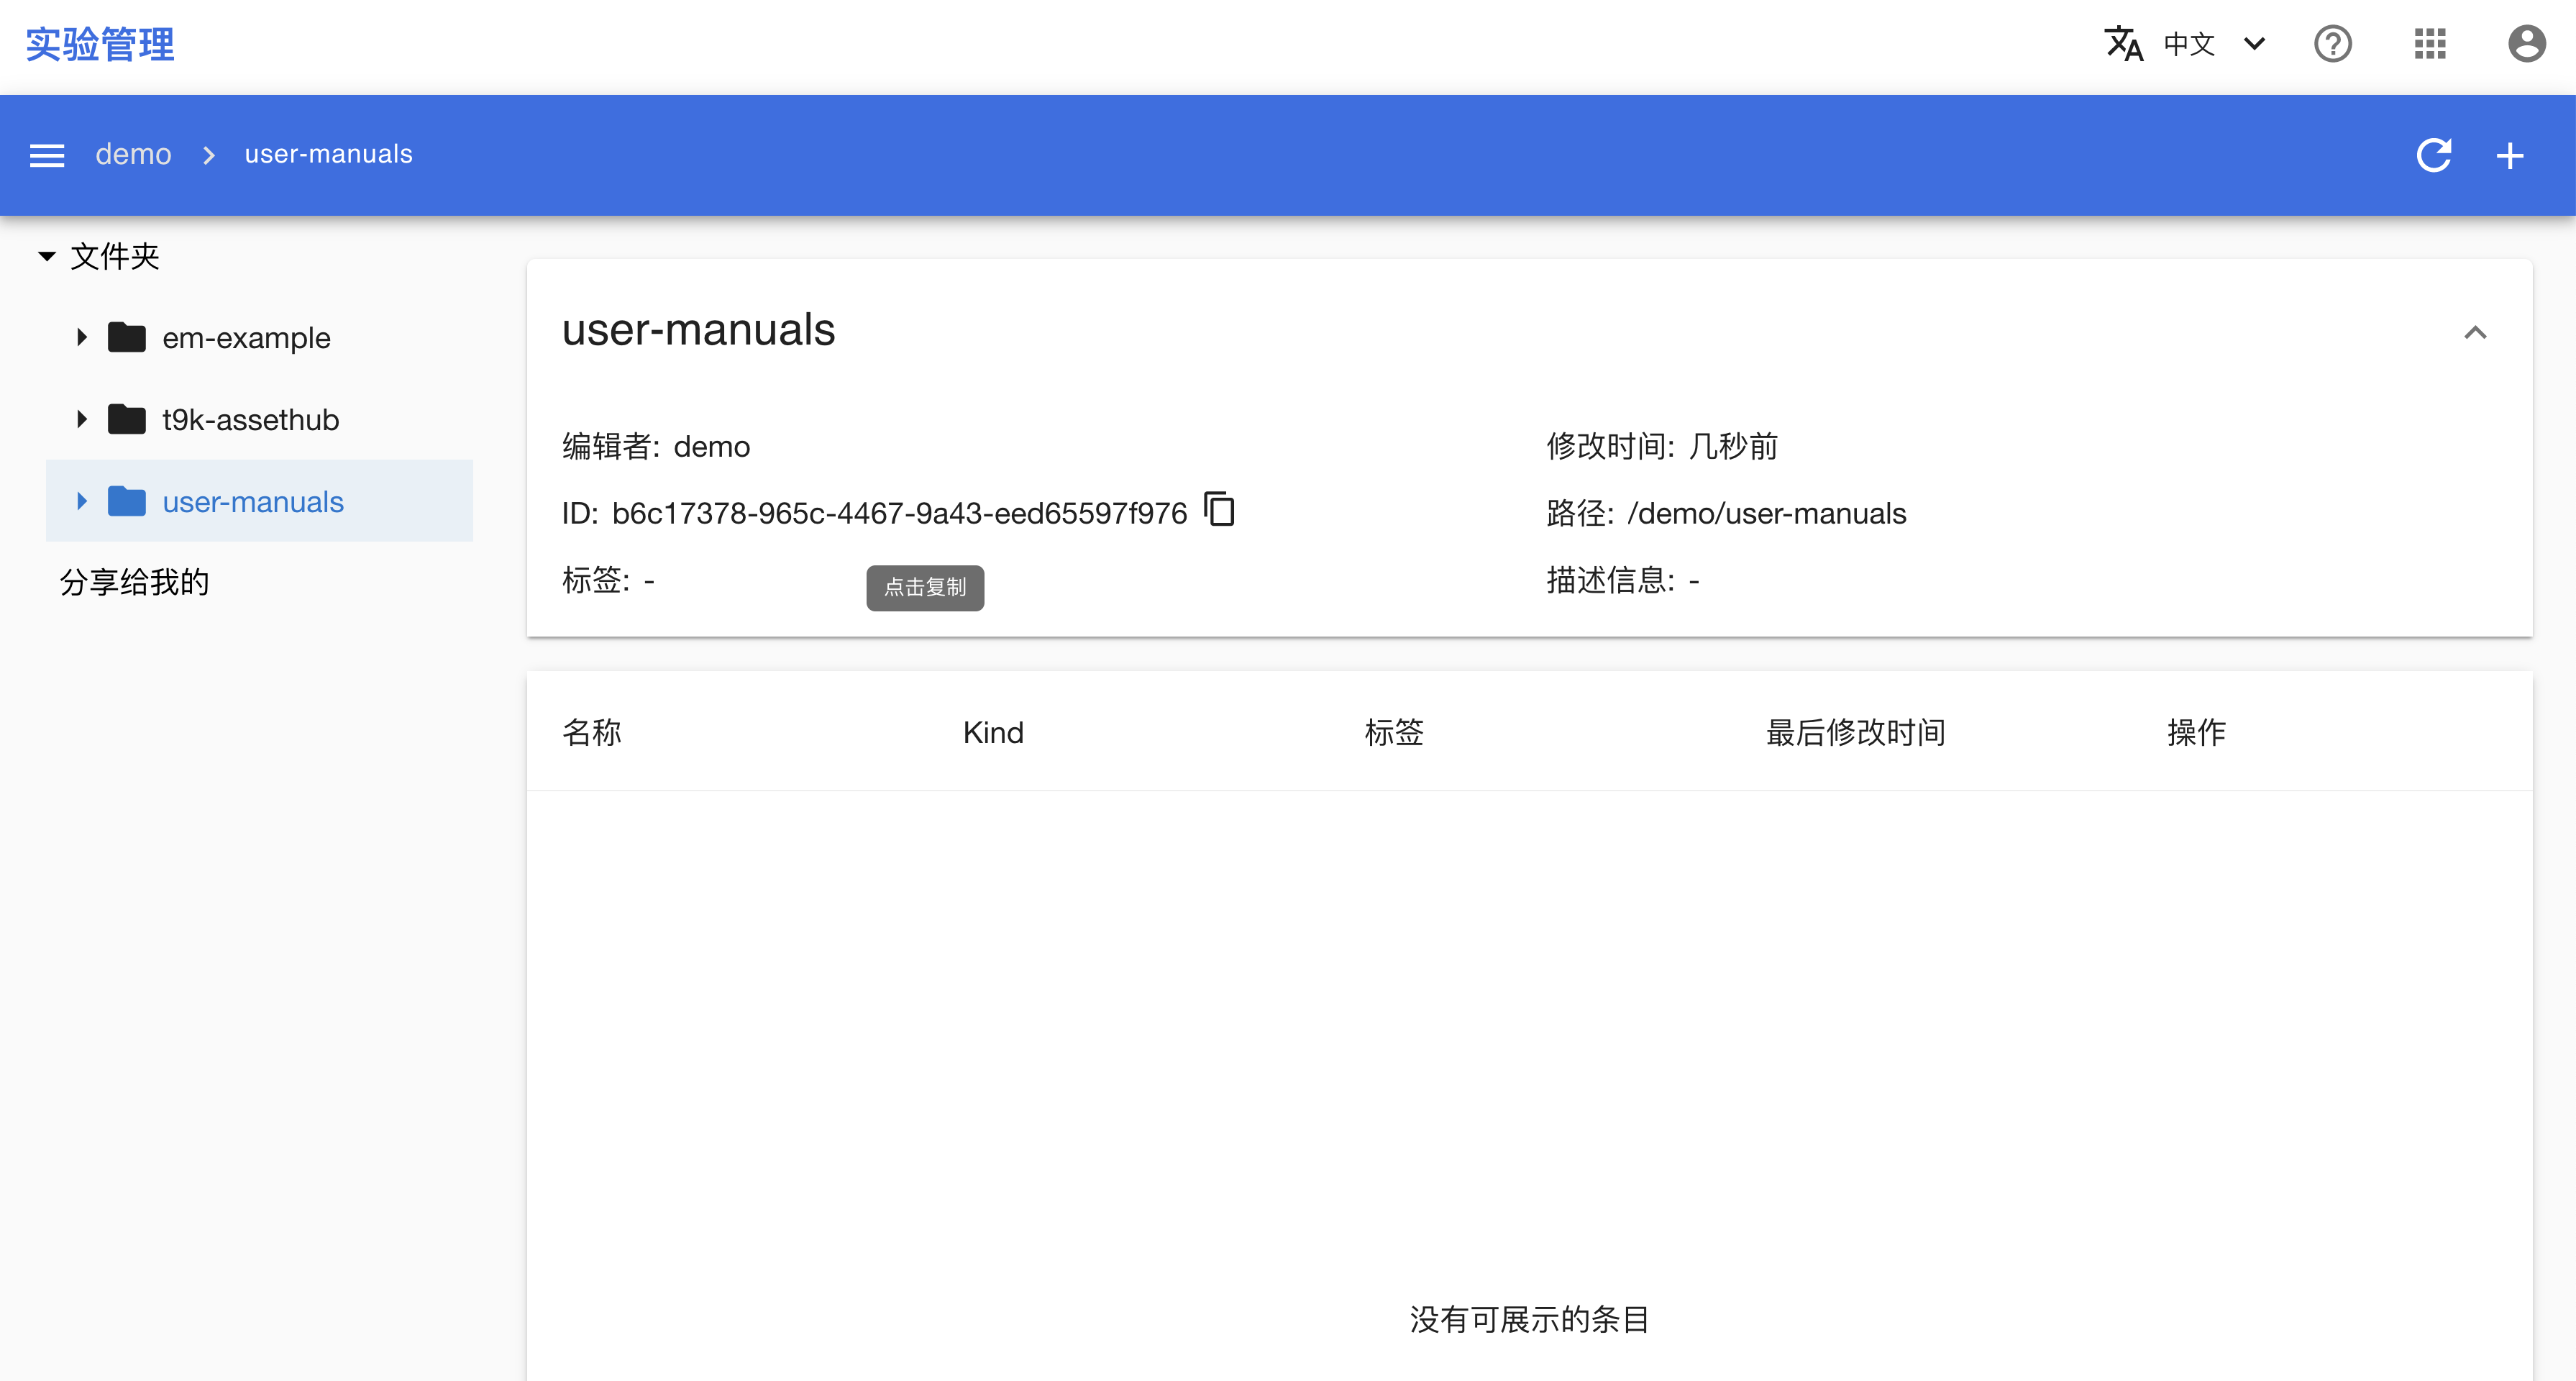 实验管理
中文
demo
user-manuals
文件夹
em-example
t9k-assethub
user-manuals
分享给我的
user-manuals
编辑者: demo
修改时间: 几秒前
ID: b6c17378-965c-4467-9a43-eed65597f976
路径: /demo/user-manuals
标签: -
点击复制
描述信息: -
名称 Kind 标签 最后修改时间 操作
没有可展示的条目